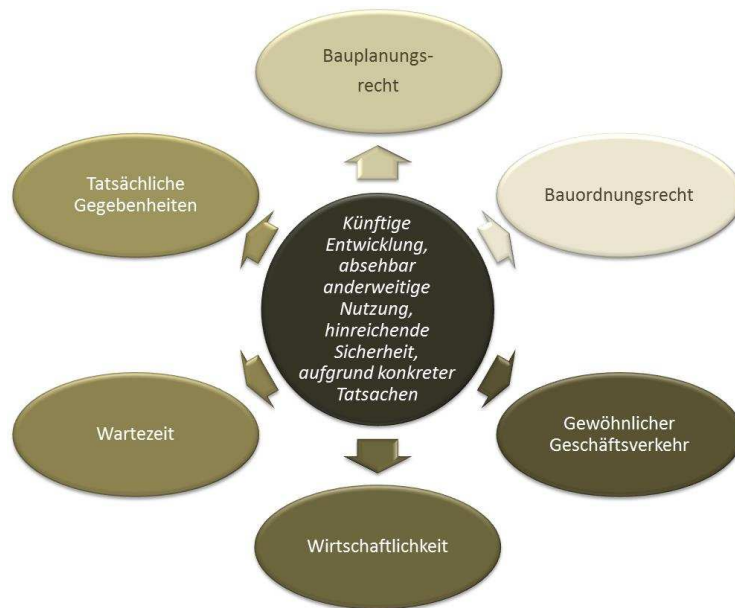 Bauplanungs-
recht
Tatsächliche
Gegebenheiten
Bauordnungsrecht
Künftige
Entwicklung,
absehbar
anderweitige
Nutzung,
hinreichende
Sicherheit,
aufgrund konkreter
Tatsachen
Wartezeit
Gewöhnlicher
Geschäftsverkehr
Wirtschaftlichkeit